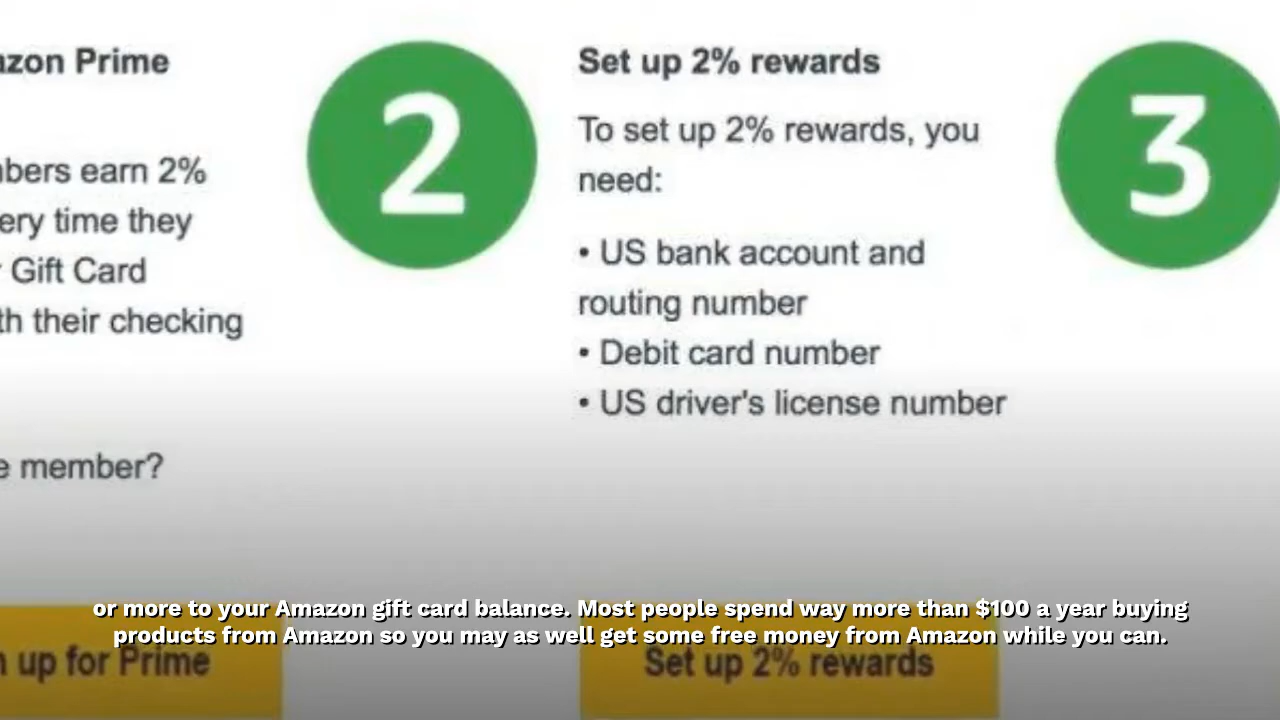 azon Prime
bers earn 2%
ery time they
Gift Card
th their checking
e member?
up for Prime
2
Set up 2% rewards
To set up 2% rewards, you
need:
• US bank account and
routing number
• Debit card number
• US driver's license number
Set up 2% rewards
3
or more to your Amazon gift card balance. Most people spend way more than $100 a year buying
products from Amazon so you may as well get some free money from Amazon while you can.